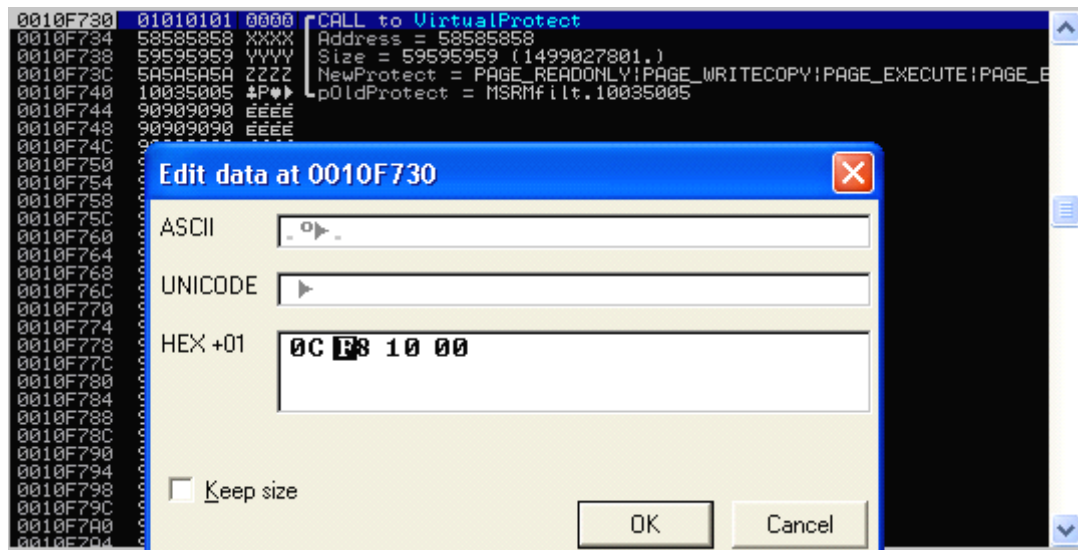 0010F730 01010101 0000 CALL to VirtualProtect
0010F734 58585858 XXXX Address = 58585858
0010F738 59595959 YYYY Size = 59595959 (1499027801.)
0010F73C 5A5A5A5A ZZZZ NewProtect = PAGE_READONLY|PAGE_WRITECOPY|PAGE_EXECUTE|PAGE_E
0010F740 10035005 ♣P♥► pOldProtect = MSRMfilt.10035005
0010F744 90909090 ÉÉÉÉ
0010F748 90909090 ÉÉÉÉ
0010F74C
0010F750
0010F754
0010F758
0010F75C
0010F760
0010F764
0010F768
0010F76C
0010F770
0010F774
0010F778
0010F77C
0010F780
0010F784
0010F788
0010F78C
0010F790
0010F794
0010F798
0010F79C
0010F7A0
0010F7A4
Edit data at 0010F730
ASCII .°►.
UNICODE ►
HEX +01 0C F8 10 00
Keep size
OK Cancel